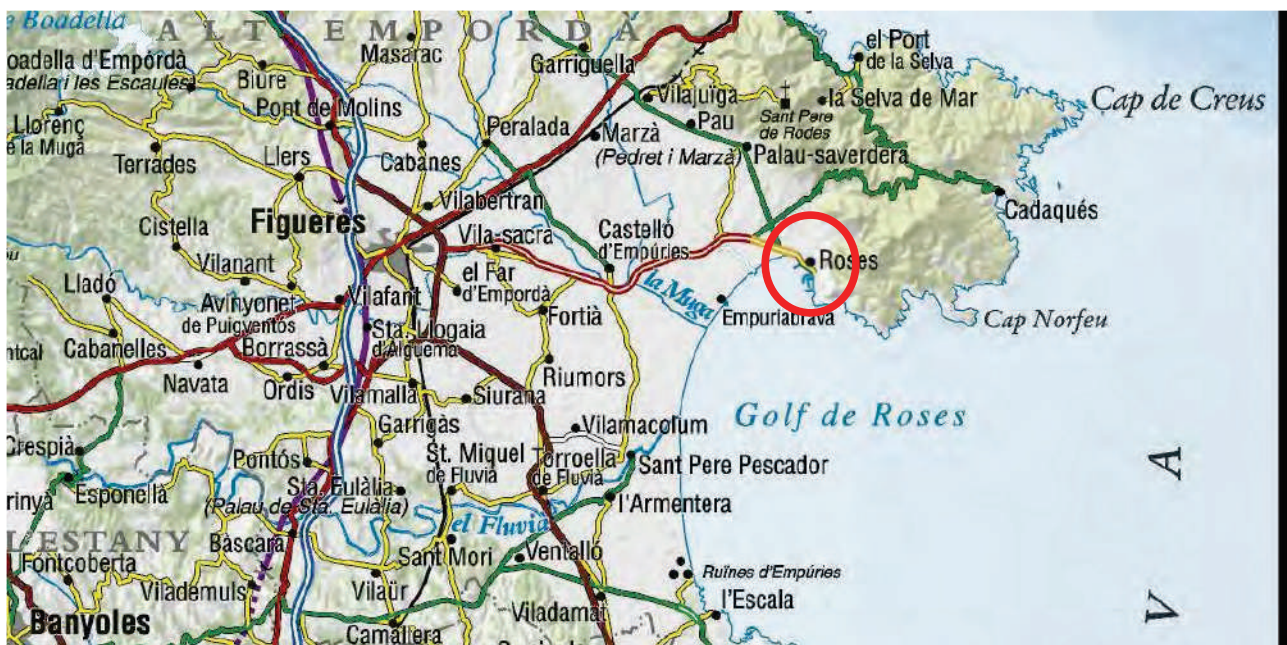 e Boadella
ALT EMPORDÀ
Masarac
Garriguella
el Port
de la Selva
oadella d'Empordà
adella i les Escaules)
Biure
Pont de Molins
Vilajuïga
la Selva de Mar
Cap de Creus
Sant Pere
de Rodes
Llorenç
e la Muga
Terrades
Llers
Cabanes
Peralada
Marzà
(Pedret i Marzà)
Pau
Palau-saverdera
Vilabertran
Cadaqués
Cistella
Figueres
Vila-sacra
Castelló
d'Empúries
Roses
Vilanant
el Far
d'Empordà
la Muga
Lladó
Avinyonet
de Puigventós
Vilafant
Fortià
Empuriabrava
Cap Norfeu
Sta. Llogaia
d'Àlguema
ntcal
Cabanelles
Borrassà
Navata
Ordis
Vilamalla
Siurana
Riumors
Golf de Roses
Garrigàs
Vilamacolum
Crespià
Pontós
St. Miquel
de Fluvià
Torroella
de Fluvià
Sant Pere Pescador
A
rinyà
Esponellà
Sta. Eulàlia
(Palau de Sta. Eulàlia)
l'Armentera
el Fluvià
L'ESTANY
Bàscara
Sant Mori
Ventalló
Fontcoberta
Vilademuls
Vilaür
Ruïnes d'Empúries
l'Escala
Viladamat
V
Banyoles
Camallera